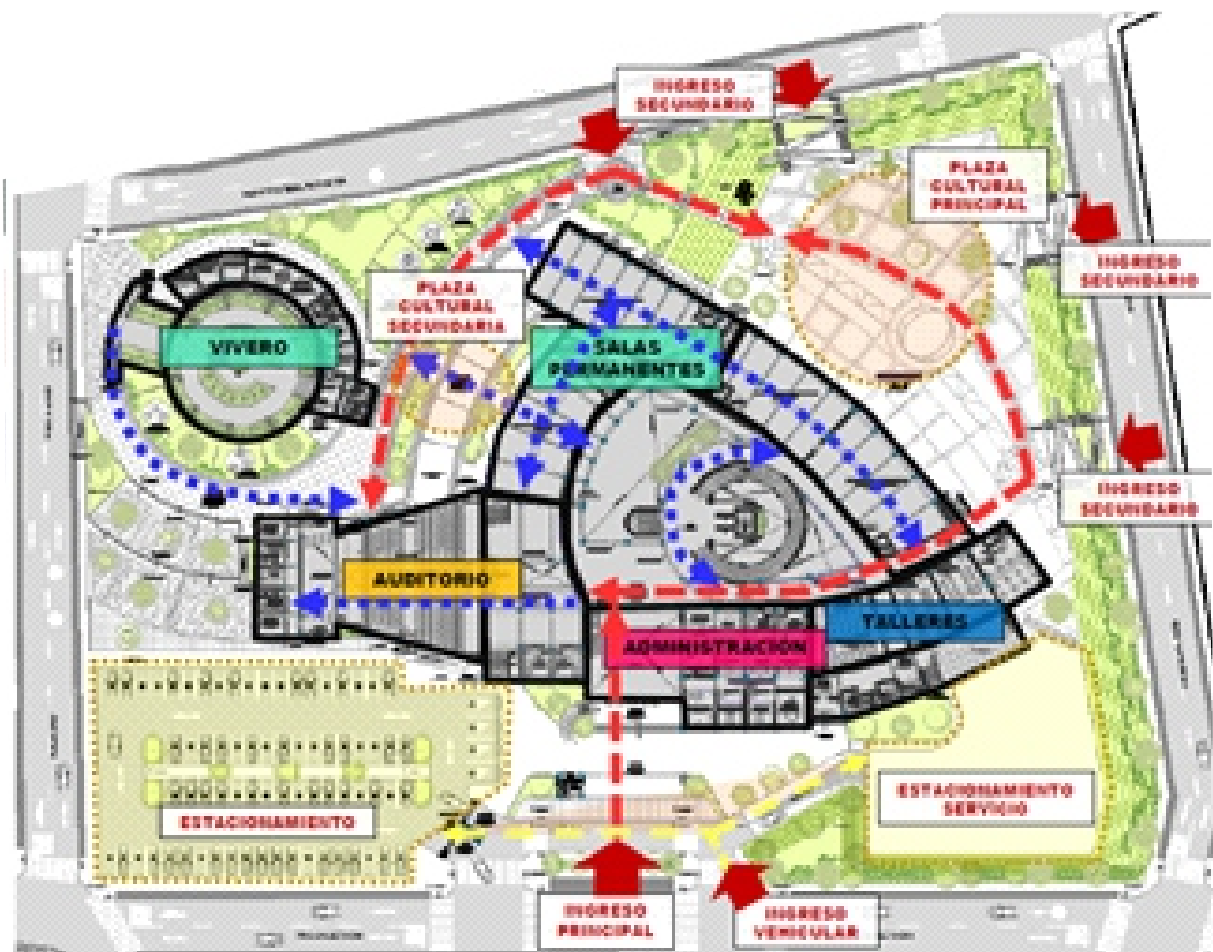 INGRESO
SECUNDARIO
PLAZA
CULTURAL
PRINCIPAL
INGRESO
SECUNDARIO
PLAZA
CULTURAL
SECUNDARIA
VIVERO
SALAS
PERMANENTES
INGRESO
SECUNDARIO
AUDITORIO
TALLERES
ADMINISTRACION
ESTACIONAMIENTO
SERVICIO
ESTACIONAMIENTO
INGRESO
PRINCIPAL
INGRESO
VEHICULAR